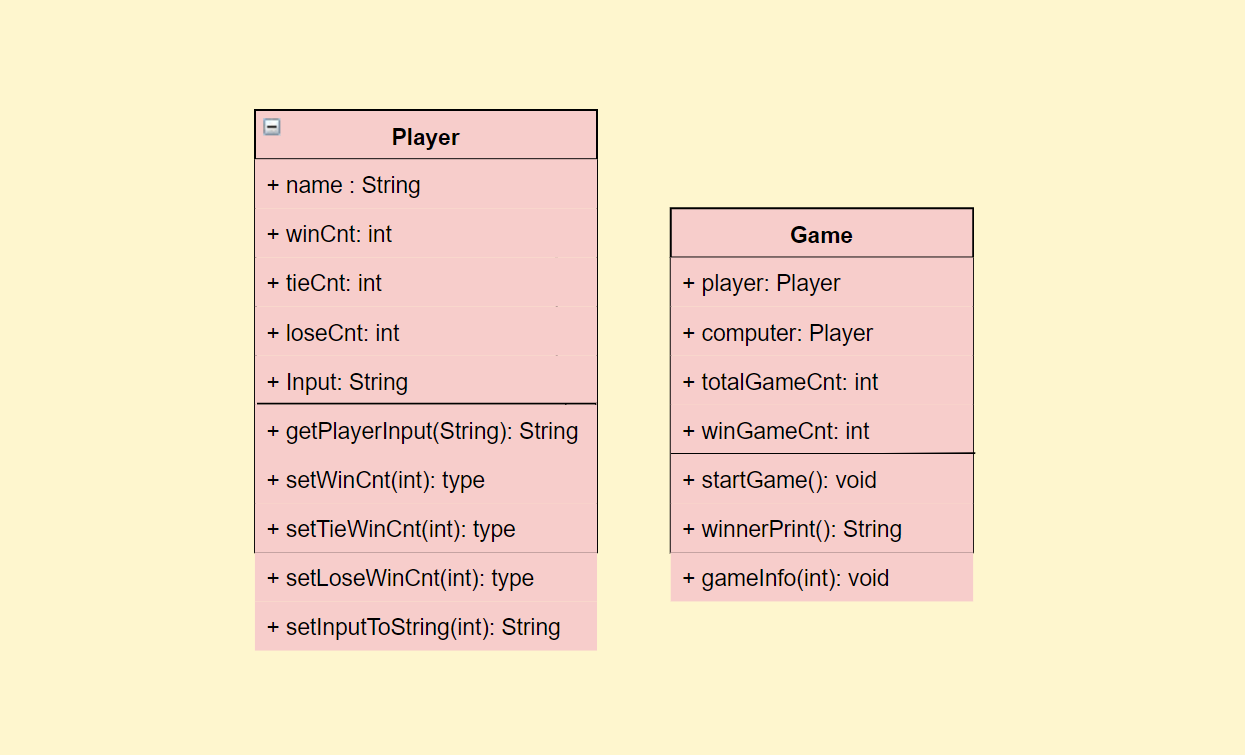 Player
+ name : String
+ winCnt: int
+ tieCnt: int
+ loseCnt: int
+ Input: String
+ getPlayerInput(String): String
+ setWinCnt(int): type
+ setTieWinCnt(int): type
+ setLoseWinCnt(int): type
+ setInputToString(int): String
Game
+ player: Player
+ computer: Player
+ totalGameCnt: int
+ winGameCnt: int
+ startGame(): void
+ winnerPrint(): String
+ gameInfo(int): void